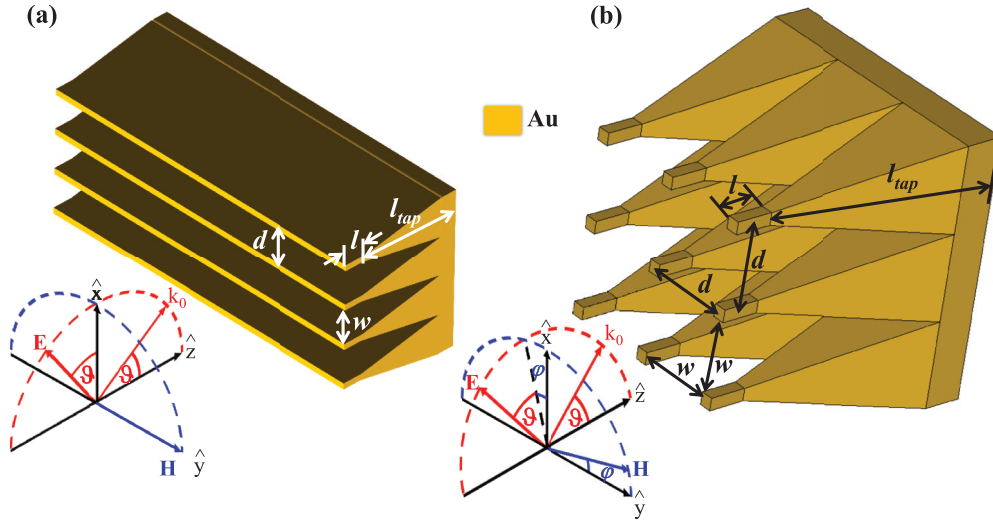 (a)
(b)
Au
l_tap
l
d
w
x̂
k₀
E
ϑ
ϑ
ẑ
H
ŷ
l
l_tap
d
d
w
w
x̂
k₀
φ
E
ϑ
ϑ
ẑ
H
φ
ŷ